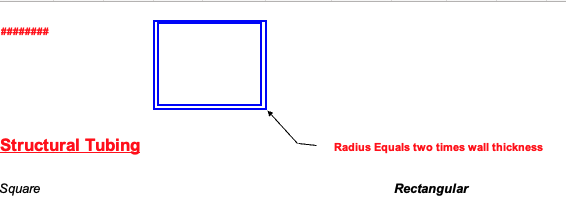 ########
Structural Tubing
Radius Equals two times wall thickness
Square
Rectangular